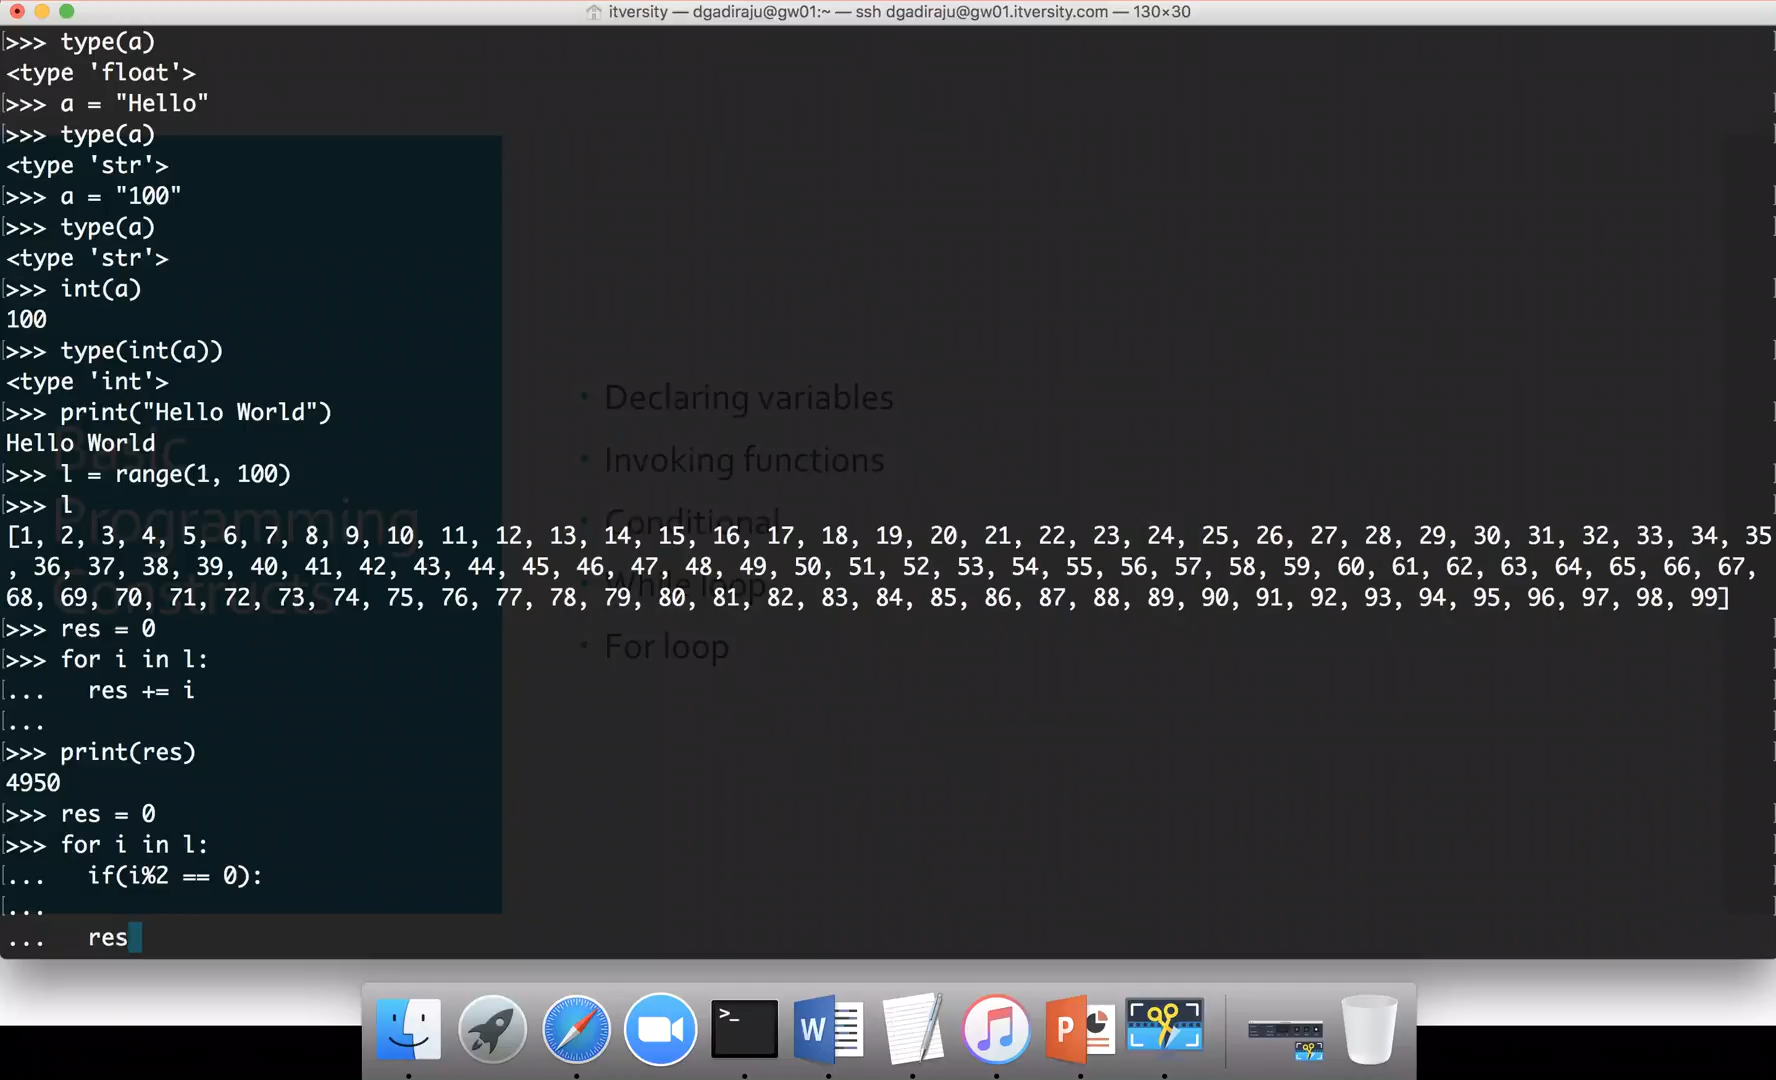 itversity — dgadiraju@gw01:~ — ssh dgadiraju@gw01.itversity.com — 130×30
>>> type(a)
<type 'float'>
>>> a = "Hello"
>>> type(a)
<type 'str'>
>>> a = "100"
>>> type(a)
<type 'str'>
>>> int(a)
100
>>> type(int(a))
<type 'int'>
>>> print("Hello World")
Hello World
>>> l = range(1, 100)
>>> l
[1, 2, 3, 4, 5, 6, 7, 8, 9, 10, 11, 12, 13, 14, 15, 16, 17, 18, 19, 20, 21, 22, 23, 24, 25, 26, 27, 28, 29, 30, 31, 32, 33, 34, 35
, 36, 37, 38, 39, 40, 41, 42, 43, 44, 45, 46, 47, 48, 49, 50, 51, 52, 53, 54, 55, 56, 57, 58, 59, 60, 61, 62, 63, 64, 65, 66, 67,
68, 69, 70, 71, 72, 73, 74, 75, 76, 77, 78, 79, 80, 81, 82, 83, 84, 85, 86, 87, 88, 89, 90, 91, 92, 93, 94, 95, 96, 97, 98, 99]
>>> res = 0
>>> for i in l:
...   res += i
...
>>> print(res)
4950
>>> res = 0
>>> for i in l:
...   if(i%2 == 0):
...
...   res
Basic
Programming
Constructs
• Declaring variables
• Invoking functions
• Conditional
• While loop
• For loop
>_
W
P